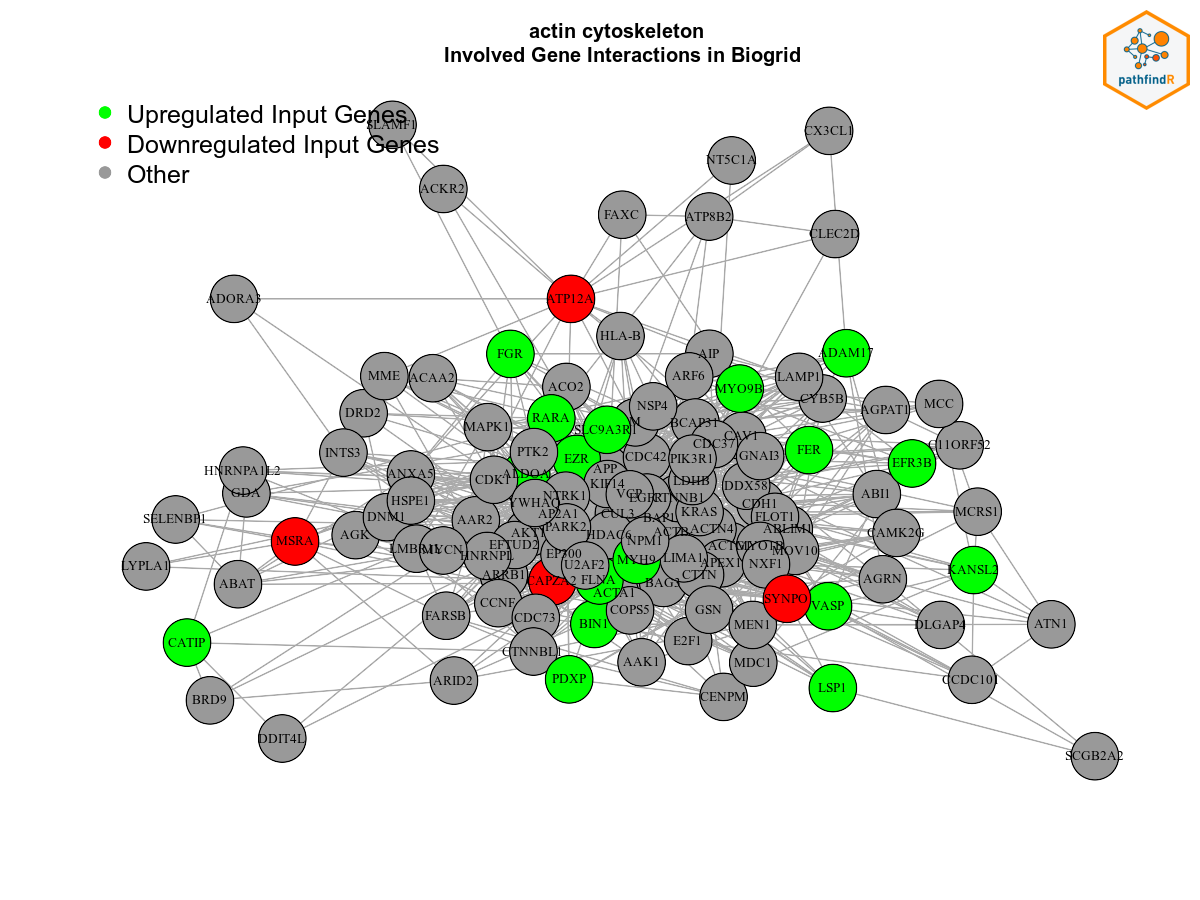 actin cytoskeleton
Involved Gene Interactions in Biogrid
pathfindR
Upregulated Input Genes
Downregulated Input Genes
Other
SLAMF1
CX3CL1
NT5C1A
ACKR2
FAXC
ATP8B2
CLEC2D
ADORA3
ATP12A
HLA-B
FGR
AIP
ADAM17
MME
ACAA2
ACO2
ARF6
MYO9B
LAMP1
CYB5B
DRD2
RARA
NSP4
AGPAT1
MCC
MAPK1
SLC9A3R1
BCAP31
CAV1
CDC37
INTS3
PTK2
EZR
CDC42
PIK3R1
GNAI3
FER
C11ORF52
EFR3B
HNRNPA1L2
GDA
ANXA5
CDK1
ALDOA
APP
KIF14
LDHB
DDX58
ABI1
HSPE1
YWHAQ
NTRK1
VCP
EGFR
CTNNB1
CDH1
SELENBP1
DNM1
AAR2
AP2A1
CUL3
KRAS
FLOT1
MCRS1
AGK
AKT1
PARK2
HDAC6
ACTB
ACTN4
ABLIM1
CAMK2G
MSRA
LMBR1L
MYCN
HNRNPL
EFTUD2
EP300
NPM1
MOV10
LYPLA1
ABAT
ARRB1
CAPZA2
U2AF2
FLNA
MYH9
LIMA1
APEX1
NXF1
KANSL2
ACTA1
BAG3
CTTN
AGRN
CCNF
FARSB
CDC73
BIN1
COPS5
GSN
SYNPO
VASP
MEN1
DLGAP4
ATN1
CATIP
CTNNBL1
E2F1
AAK1
MDC1
ARID2
PDXP
CENPM
LSP1
CCDC101
BRD9
DDIT4L
SCGB2A2